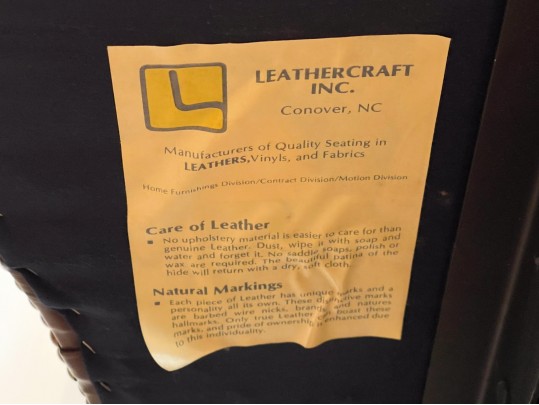 L
LEATHERCRAFT
INC.
Conover, NC
Manufacturers of Quality Seating in
LEATHERS,Vinyls, and Fabrics
Home Furnishings Division/Contract Division/Motion Division
Care of Leather
• No upholstery material is easier to care for than
genuine Leather. Dust, wipe it with soap and
water and forget it. No saddle soaps, polish or
wax are required. The beautiful patina of the
hide will return with a dry, soft cloth.
Natural Markings
• Each piece of Leather has unique marks and a
personality all its own. These marks
are barbed wire nicks, brands and natures
hallmarks. Only true Leather can boast these
marks, and pride of ownership is enhanced due
to this individuality.